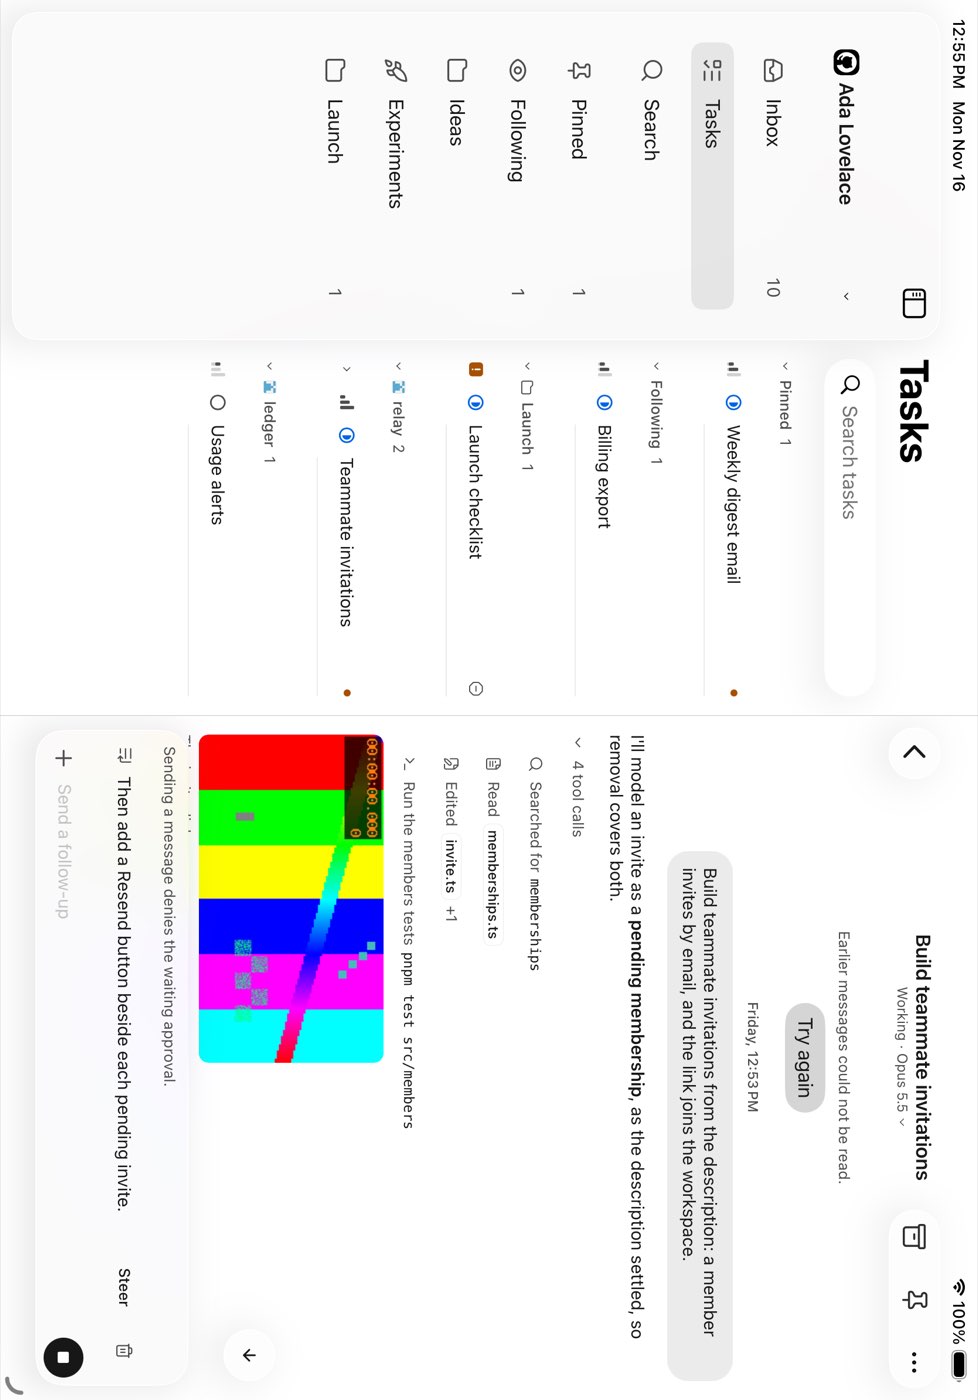 12:55 PM Mon Nov 16
100%
Ada Lovelace
Inbox 10
Tasks
Search
Pinned 1
Following 1
Ideas
Experiments
Launch 1
Tasks
Search tasks
Pinned 1
Weekly digest email
Following 1
Billing export
Launch 1
Launch checklist
relay 2
Teammate invitations
ledger 1
Usage alerts
Build teammate invitations
Working · Opus 5.5
Earlier messages could not be read.
Try again
Friday, 12:53 PM
Build teammate invitations from the description: a member
invites by email, and the link joins the workspace.
I'll model an invite as a pending membership, as the description settled, so
removal covers both.
4 tool calls
Searched for memberships
Read memberships.ts
Edited invite.ts +1
Run the members tests pnpm test src/members
00:00:00.000
0
Sending a message denies the waiting approval.
Then add a Resend button beside each pending invite.
Steer
Send a follow-up